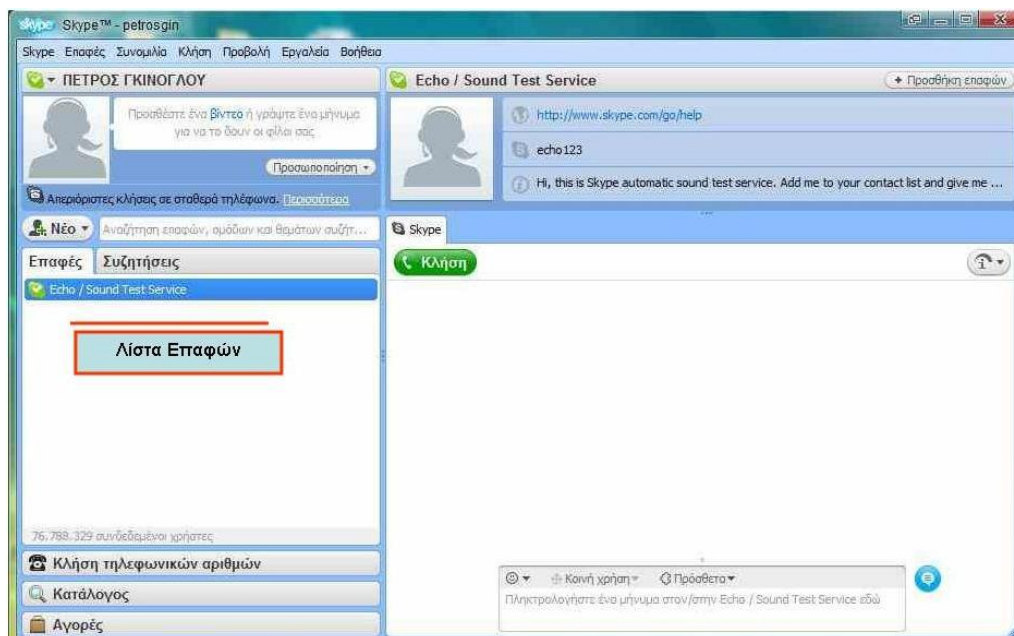 Skype™ - petrosgin
Skype Επαφές Συνομιλία Κλήση Προβολή Εργαλεία Βοήθεια
ΠΕΤΡΟΣ ΓΚΙΝΟΓΛΟΥ
Προσθέστε ένα βίντεο ή γράψτε ένα μήνυμα
για να το δουν οι φίλοι σας
Προσωποποίηση
Απεριόριστες κλήσεις σε σταθερά τηλέφωνα. Περισσότερα
Νέο
Αναζήτηση επαφών, ομάδων και θεμάτων συζήτ...
Επαφές Συζητήσεις
Echo / Sound Test Service
Λίστα Επαφών
76.788.329 συνδεδεμένοι χρήστες
Κλήση τηλεφωνικών αριθμών
Κατάλογος
Αγορές
Echo / Sound Test Service
+ Προσθήκη επαφών
http://www.skype.com/go/help
echo123
Hi, this is Skype automatic sound test service. Add me to your contact list and give me ...
Skype
Κλήση
Κοινή χρήση Πρόσθετα
Πληκτρολογήστε ένα μήνυμα στον/στην Echo / Sound Test Service εδώ